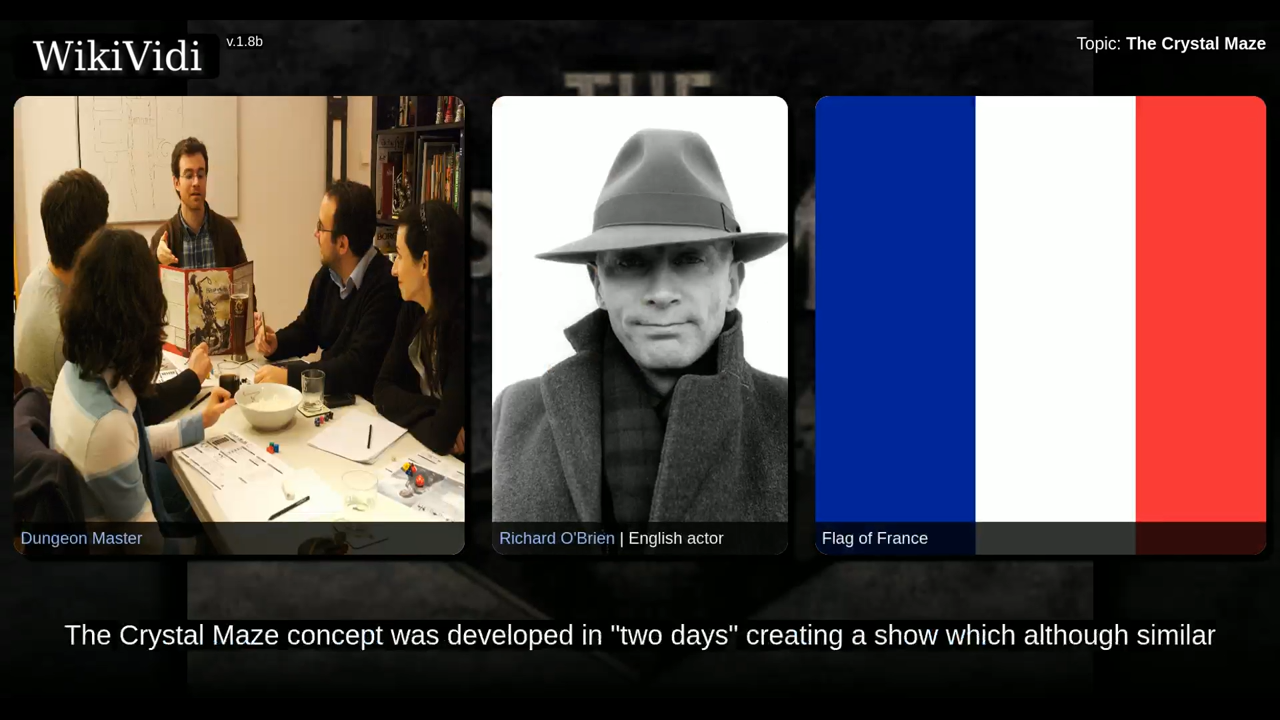 WikiVidi v.1.8b
Topic: The Crystal Maze
THE
Dungeon Master
Richard O'Brien | English actor
Flag of France
The Crystal Maze concept was developed in "two days" creating a show which although similar